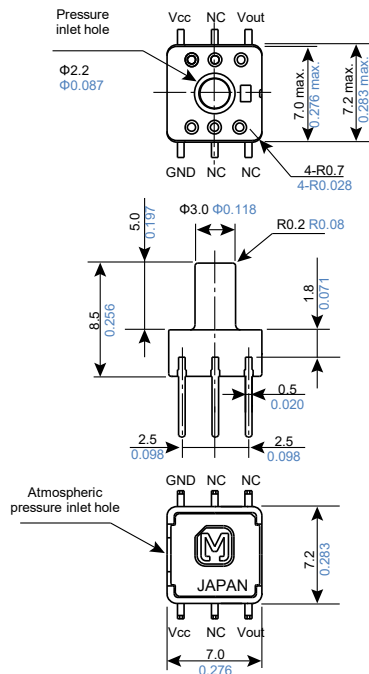 Pressure
inlet hole
Vcc NC Vout
Φ2.2
Φ0.087
7.0 max.
0.276 max.
7.2 max.
0.283 max.
GND NC NC
4-R0.7
4-R0.028
5.0
0.197
Φ3.0 Φ0.118
R0.2 R0.08
8.5
0.256
1.8
0.071
0.5
0.020
2.5
0.098
2.5
0.098
GND NC NC
Atmospheric
pressure inlet hole
M
JAPAN
7.2
0.283
Vcc NC Vout
7.0
0.276